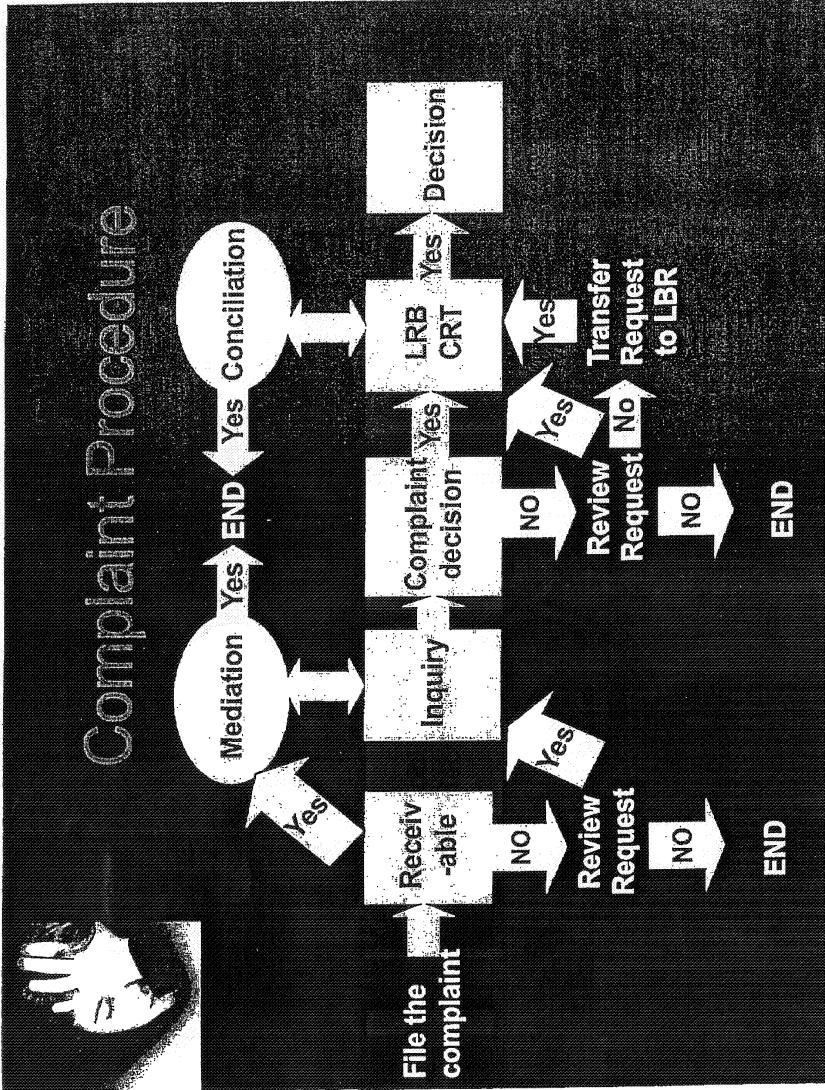 Complaint Procedure
Mediation
Yes
END
Yes
Conciliation
Yes
File the
complaint
Receiv
-able
Inquiry
Complaint
decision
Yes
LRB
CRT
Yes
Decision
NO
Review
Request
Yes
NO
END
NO
Review
Request
Yes
No
Yes
Transfer
Request
to LBR
NO
END